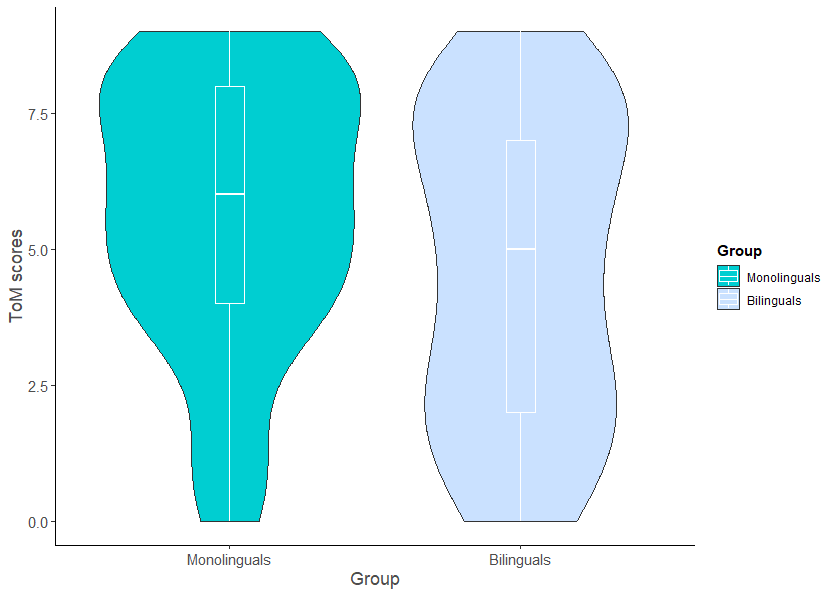 ToM scores
7.5
5.0
2.5
0.0
Monolinguals
Bilinguals
Group
Group
Monolinguals
Bilinguals